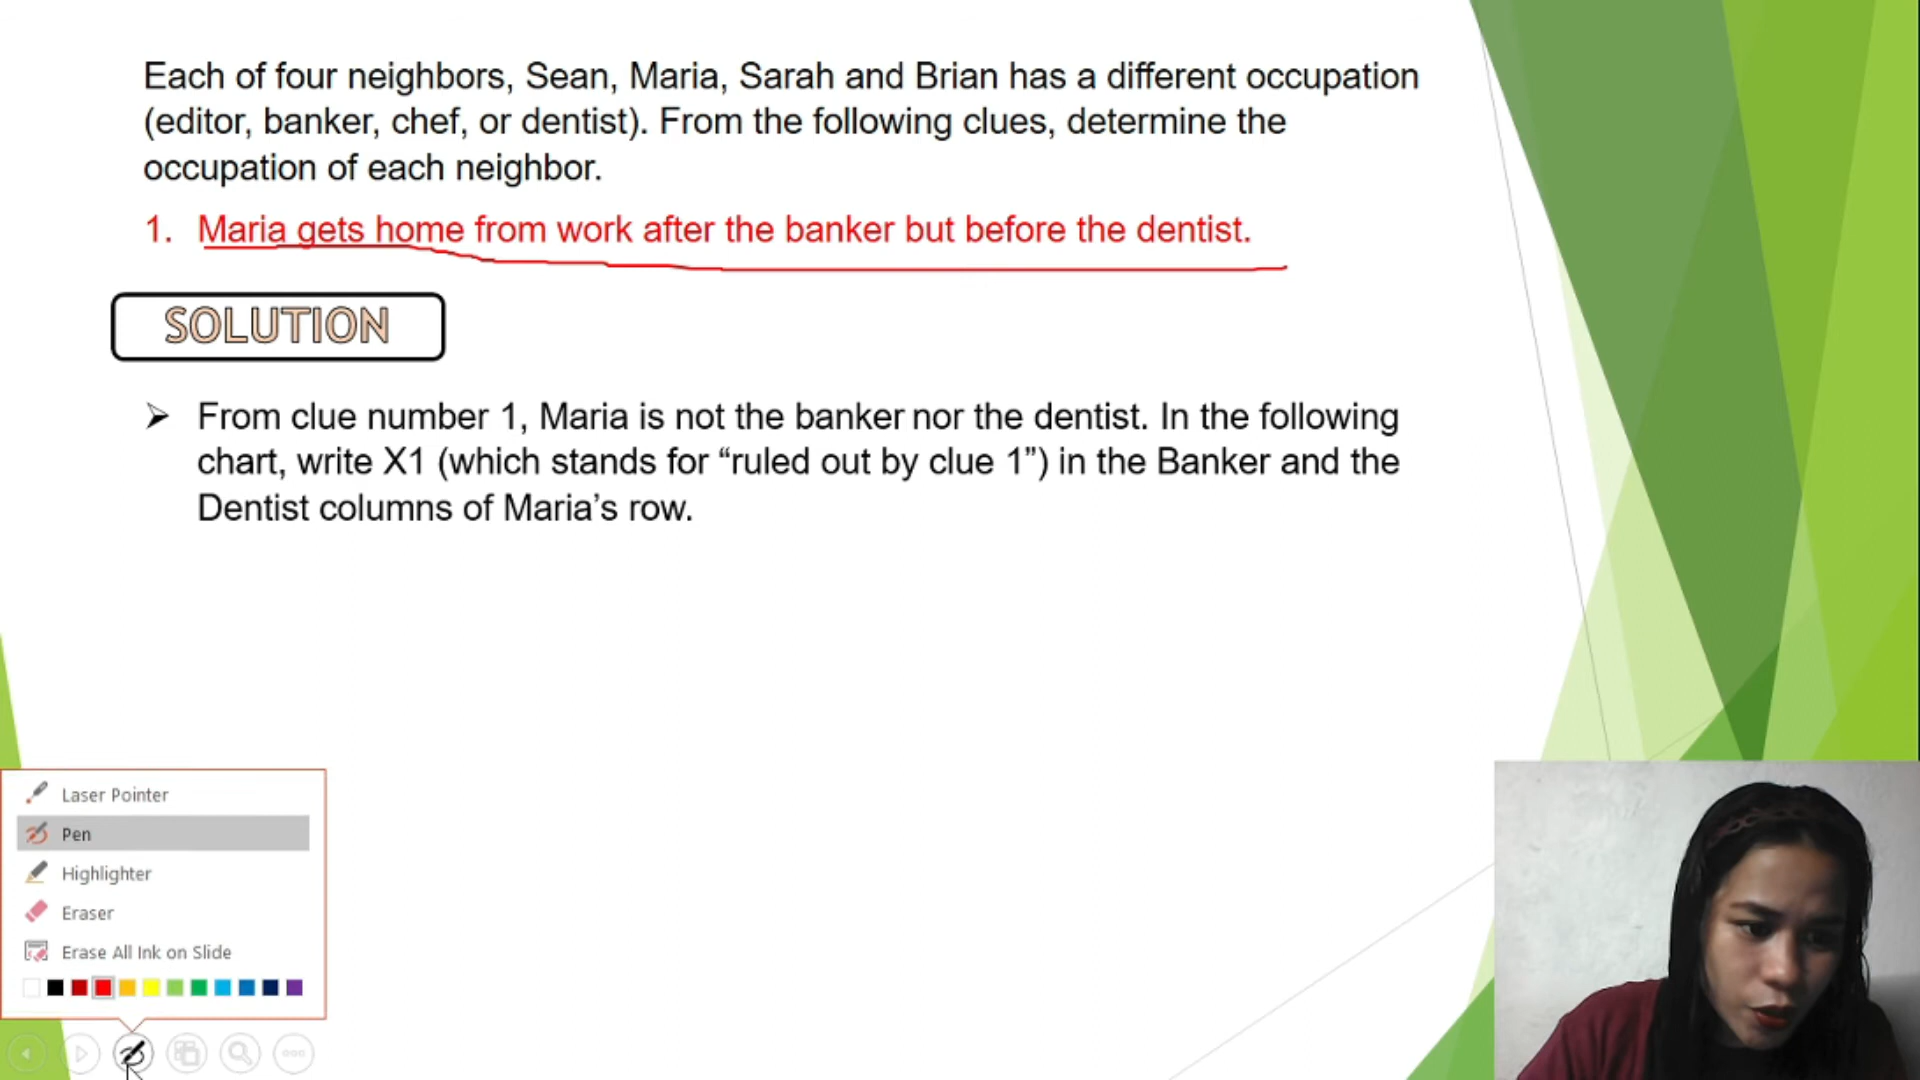 Each of four neighbors, Sean, Maria, Sarah and Brian has a different occupation
(editor, banker, chef, or dentist). From the following clues, determine the
occupation of each neighbor.
1. Maria gets home from work after the banker but before the dentist.
SOLUTION
From clue number 1, Maria is not the banker nor the dentist. In the following
chart, write X1 (which stands for “ruled out by clue 1”) in the Banker and the
Dentist columns of Maria’s row.
Laser Pointer
Pen
Highlighter
Eraser
Erase All Ink on Slide